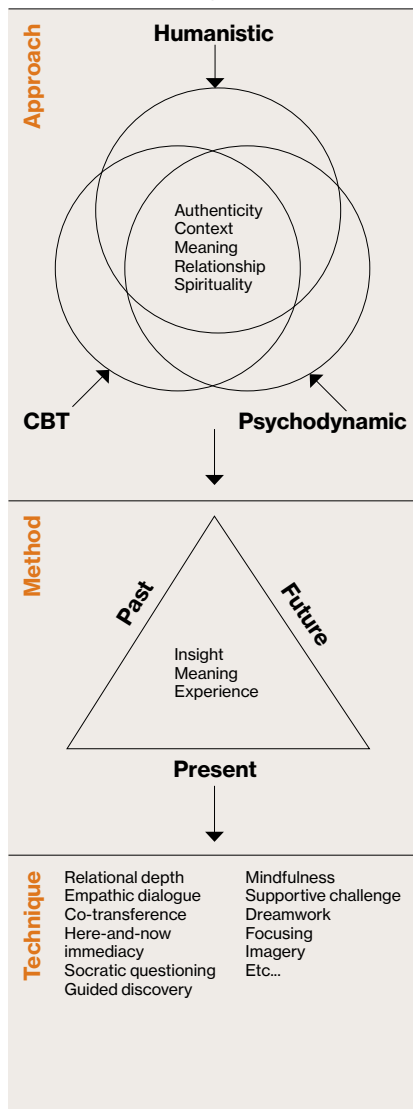 Approach
Humanistic
Authenticity
Context
Meaning
Relationship
Spirituality
CBT
Psychodynamic
Method
Past
Future
Insight
Meaning
Experience
Present
Technique
Relational depth
Empathic dialogue
Co-transference
Here-and-now
immediacy
Socratic questioning
Guided discovery
Mindfulness
Supportive challenge
Dreamwork
Focusing
Imagery
Etc...